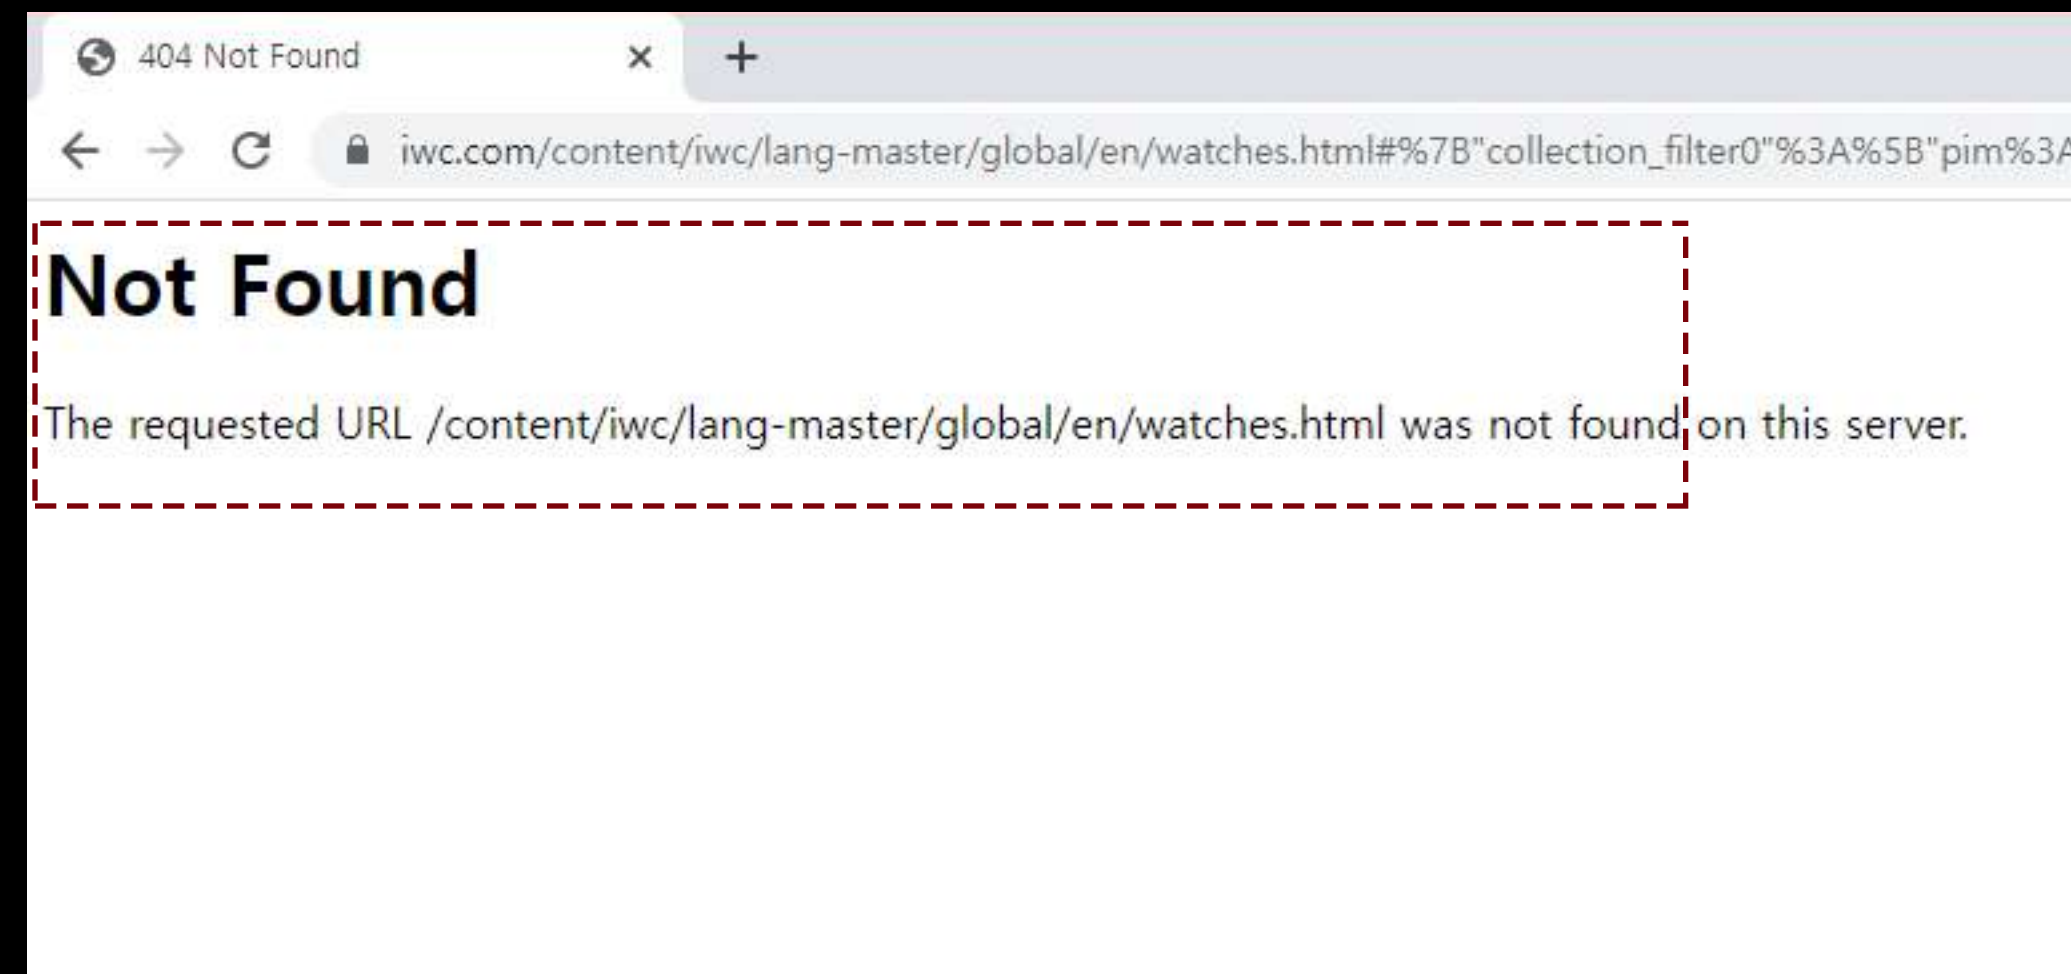 404 Not Found
iwc.com/content/iwc/lang-master/global/en/watches.html#%7B"collection_filter0"%3A%5B"pim%3A
Not Found
The requested URL /content/iwc/lang-master/global/en/watches.html was not found on this server.